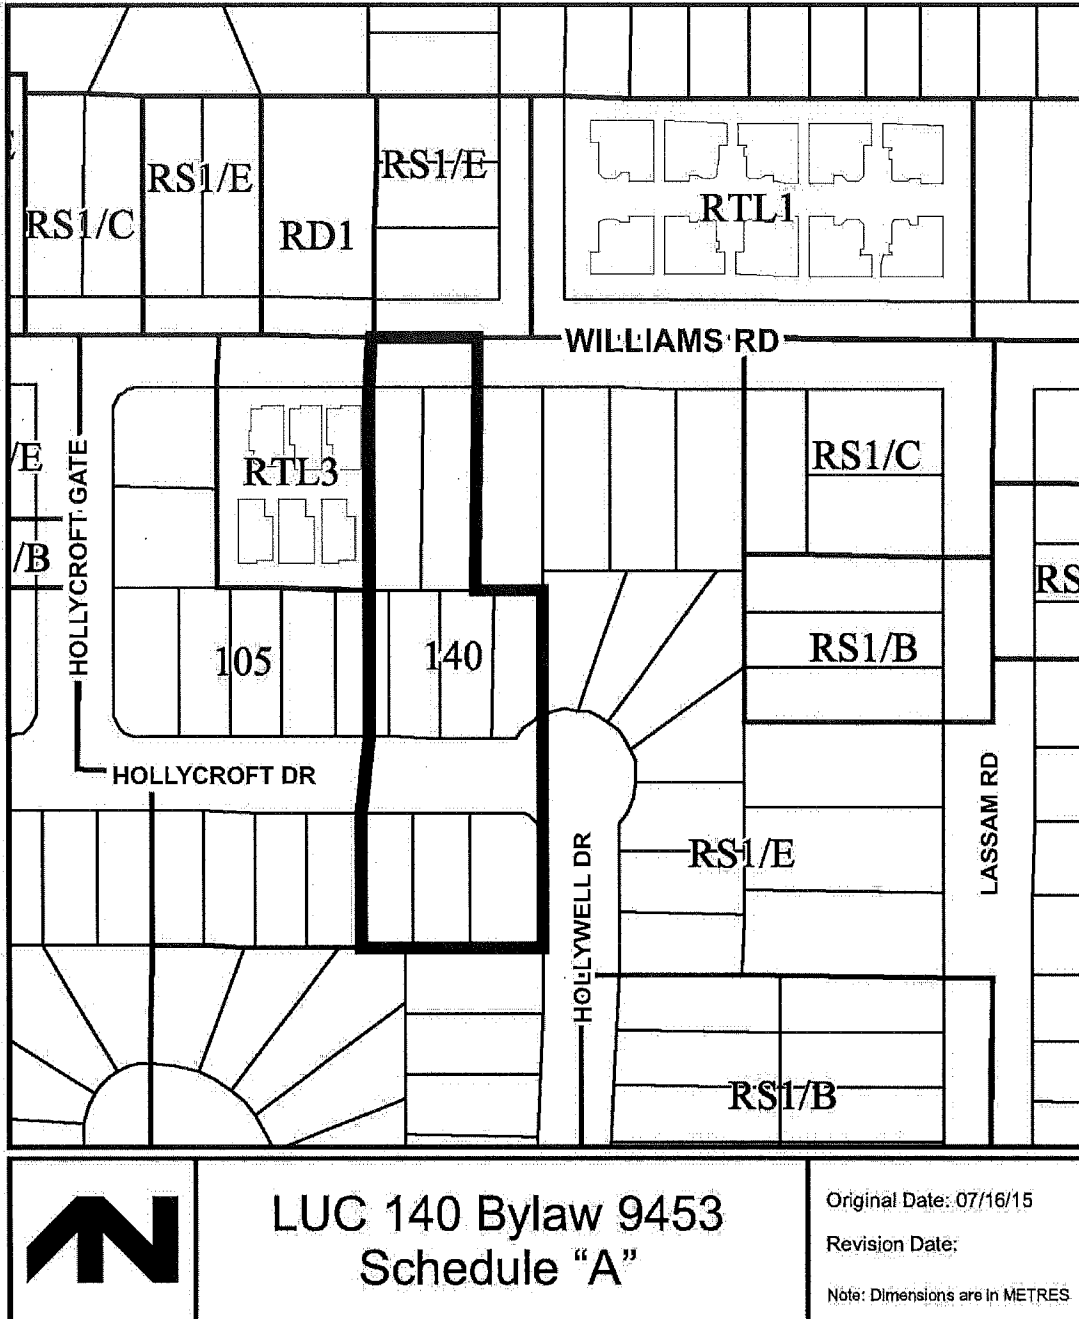 RS1/E
RS1/E
RS1/C
RD1
RTL1
WILLIAMS RD
/E
RTL3
RS1/C
HOLLYCROFT GATE
/B
RS
105
140
RS1/B
HOLLYCROFT DR
LASSAM RD
RS1/E
HOLLYWELL DR
RS1/B
LUC 140 Bylaw 9453
Schedule “A”
Original Date: 07/16/15
Revision Date:
Note: Dimensions are in METRES